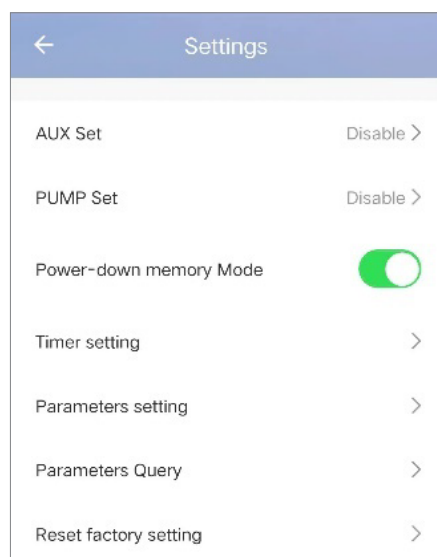 Settings
AUX Set Disable
PUMP Set Disable
Power-down memory Mode
Timer setting
Parameters setting
Parameters Query
Reset factory setting